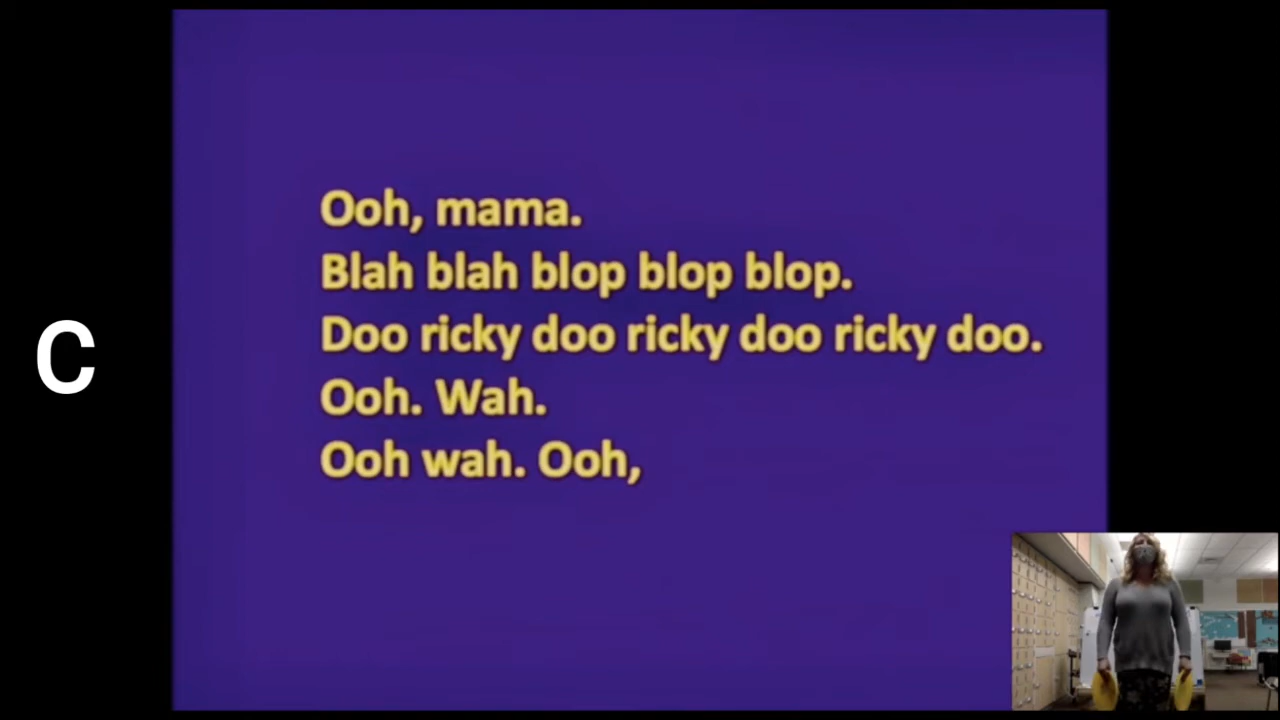 C
Ooh, mama.
Blah blah blop blop blop.
Doo ricky doo ricky doo ricky doo.
Ooh. Wah.
Ooh wah. Ooh,